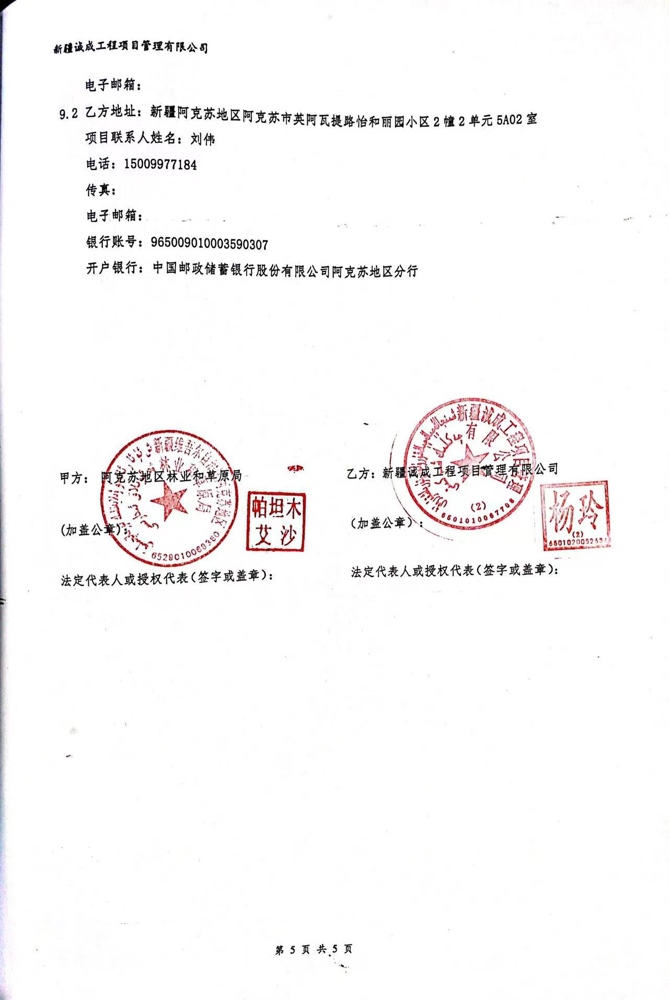 新疆诚成工程项目管理有限公司
电子邮箱：
9.2 乙方地址：新疆阿克苏地区阿克苏市英阿瓦提路怡和丽园小区2幢2单元5A02室
项目联系人姓名：刘伟
电话：15009977184
传真：
电子邮箱：
银行账号：965009010003590307
开户银行：中国邮政储蓄银行股份有限公司阿克苏地区分行
甲方： 阿克苏地区林业和草原局
(加盖公章)：
法定代表人或授权代表(签字或盖章)：
新疆维吾尔自治区阿克苏地区
林业和草原局
6529010063360
帕坦木
艾沙
乙方：新疆诚成工程项目管理有限公司
(加盖公章)：
法定代表人或授权代表(签字或盖章)：
新疆诚成工程项目管理
有限公司
(2)
6501010067708
杨玲
(2)
第 5 页 共 5 页